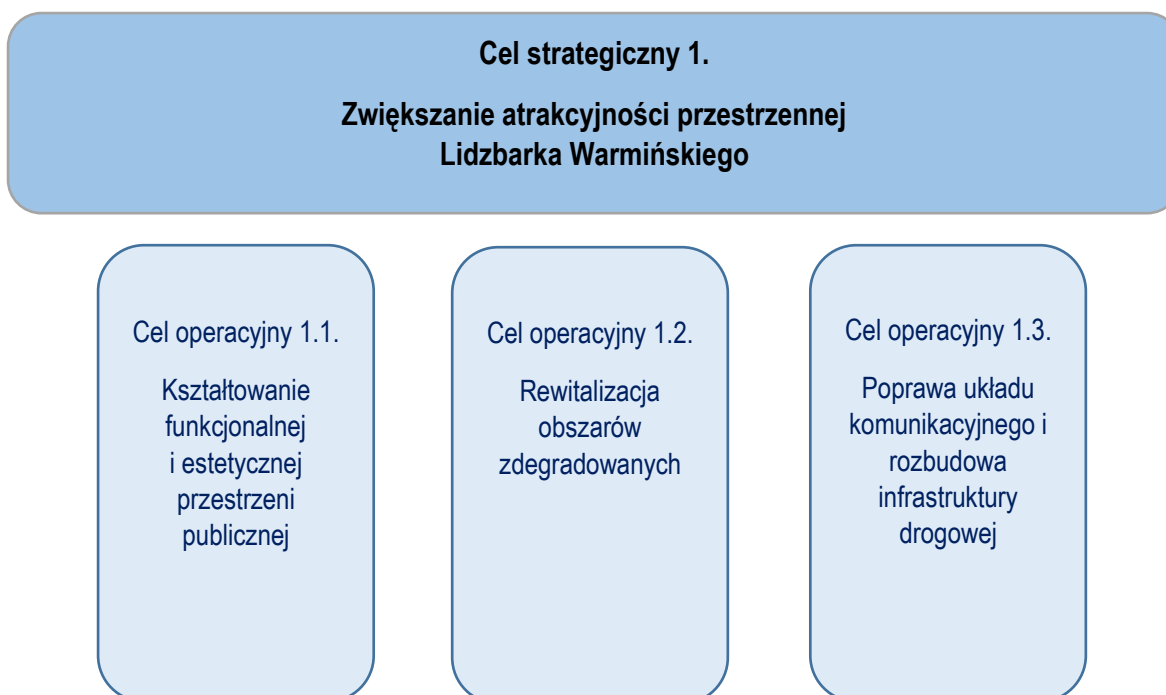 Cel strategiczny 1.
Zwiększanie atrakcyjności przestrzennej
Lidzbarka Warmińskiego
Cel operacyjny 1.1.
Kształtowanie
funkcjonalnej
i estetycznej
przestrzeni
publicznej
Cel operacyjny 1.2.
Rewitalizacja
obszarów
zdegradowanych
Cel operacyjny 1.3.
Poprawa układu
komunikacyjnego i
rozbudowa
infrastruktury
drogowej